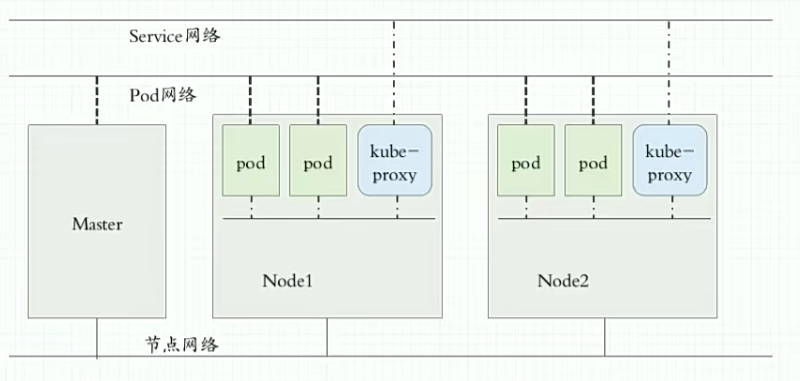 Service网络
Pod网络
Master
pod
pod
kube-
proxy
Node1
pod
pod
kube-
proxy
Node2
节点网络